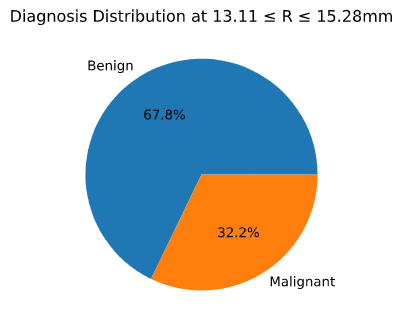 Diagnosis Distribution at 13.11 ≤ R ≤ 15.28mm
Benign
67.8%
32.2%
Malignant